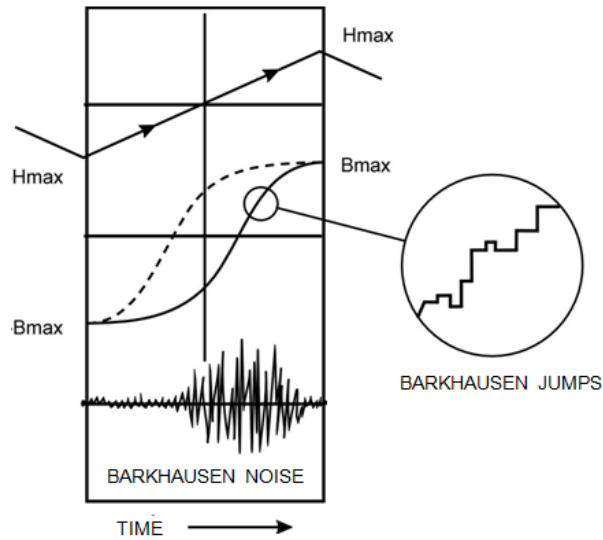 Hmax
Hmax
Bmax
-Bmax
BARKHAUSEN JUMPS
BARKHAUSEN NOISE
TIME